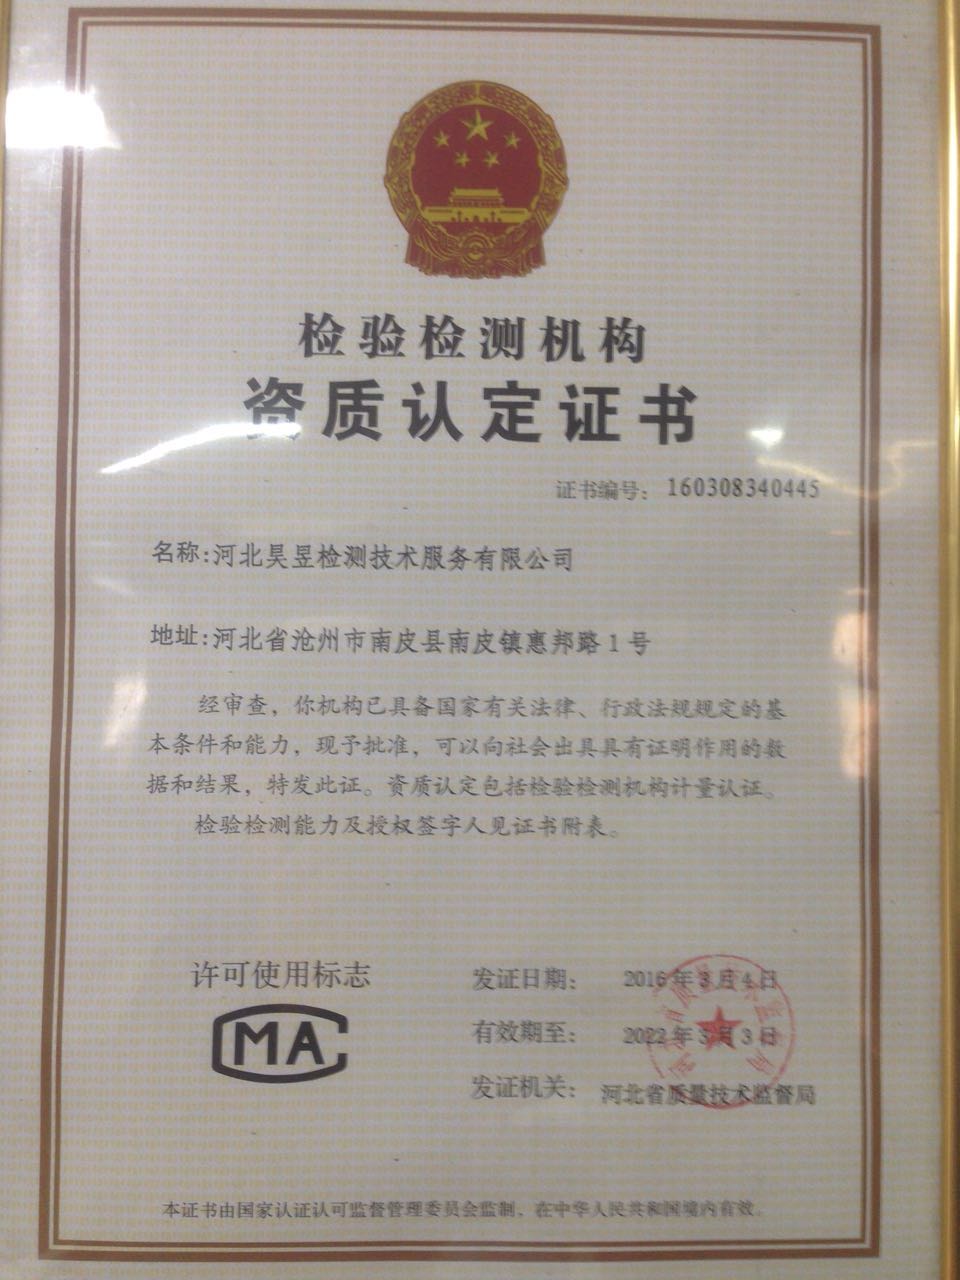 检验检测机构
资质认定证书
证书编号：160308340445
名称:河北昊昱检测技术服务有限公司
地址:河北省沧州市南皮县南皮镇惠邦路1号
经审查，你机构已具备国家有关法律、行政法规规定的基
本条件和能力，现予批准，可以向社会出具具有证明作用的数
据和结果，特发此证。资质认定包括检验检测机构计量认证。
检验检测能力及授权签字人见证书附表。
许可使用标志
MA
发证日期：2016年3月4日
有效期至：2022年3月3日
发证机关：河北省质量技术监督局
本证书由国家认证认可监督管理委员会监制，在中华人民共和国境内有效。